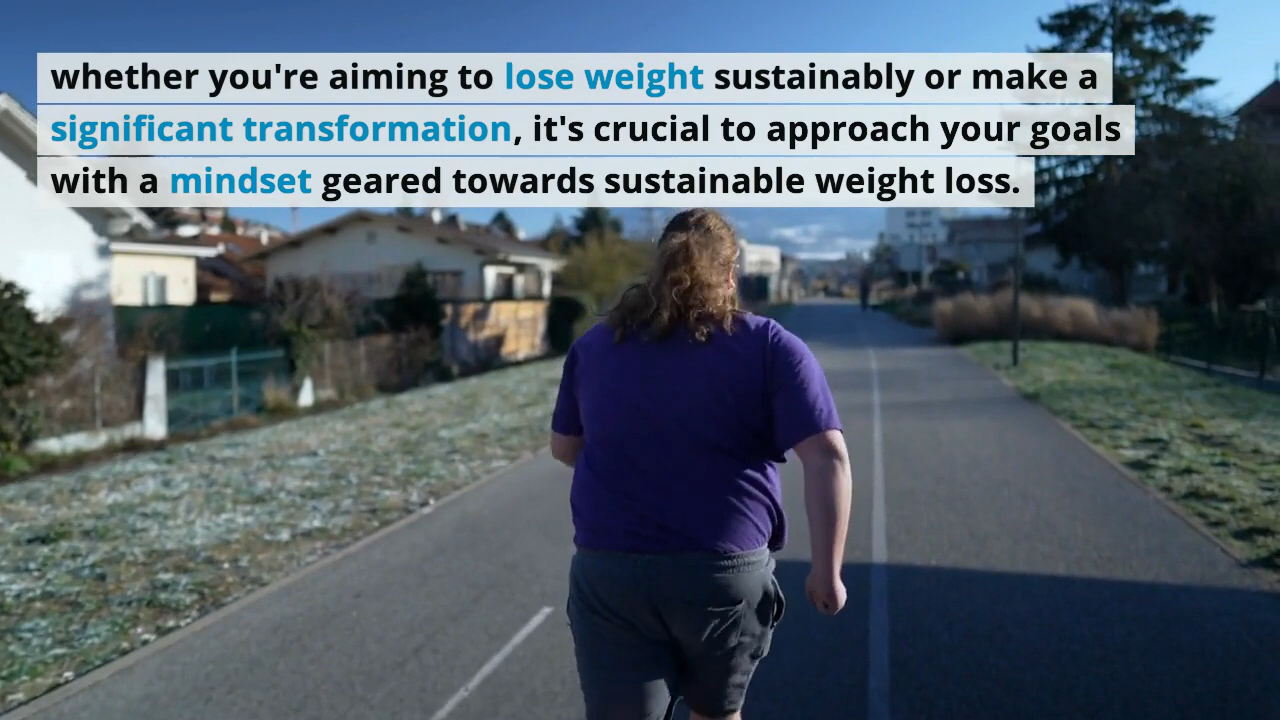 whether you're aiming to lose weight sustainably or make a
significant transformation, it's crucial to approach your goals
with a mindset geared towards sustainable weight loss.